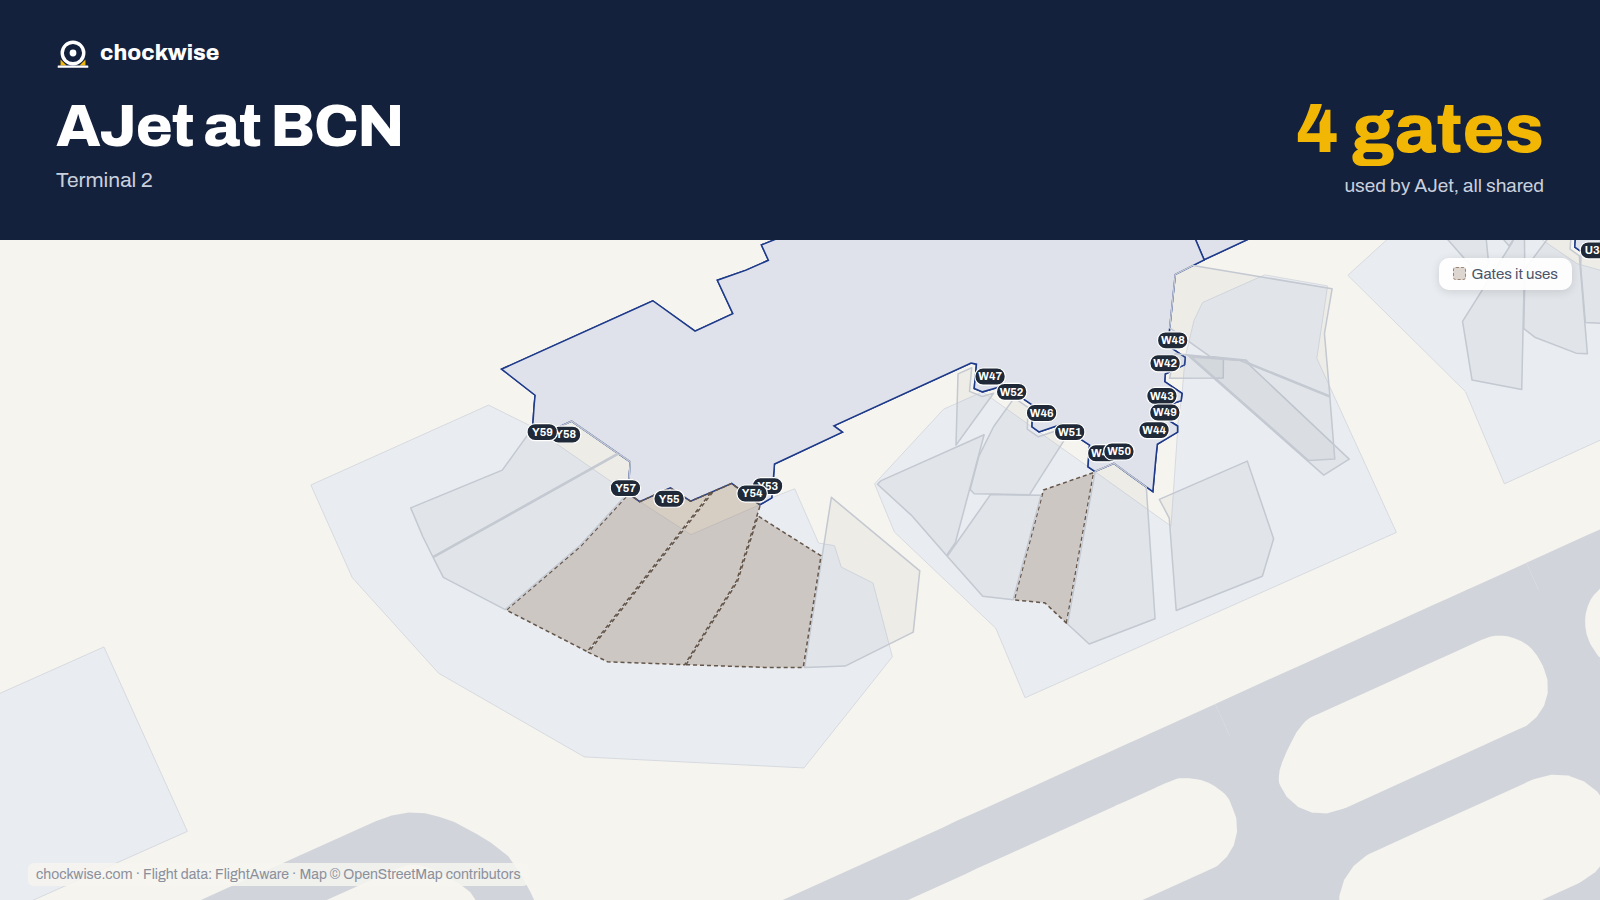 chockwise
AJet at BCN
Terminal 2
4 gates
used by AJet, all shared
Gates it uses
W48
W42
W47
W52
W43
W46
W49
W51
W44
W50
Y59
Y58
Y57
Y55
Y54
chockwise.com · Flight data: FlightAware · Map © OpenStreetMap contributors